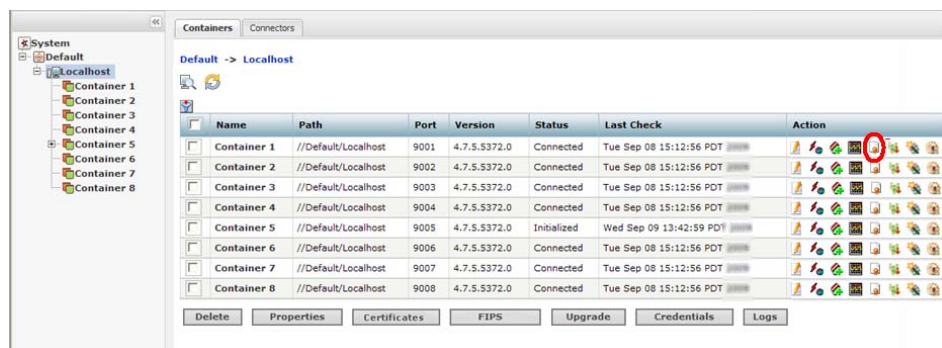 System
Default
Localhost
Container 1
Container 2
Container 3
Container 4
Container 5
Container 6
Container 7
Container 8
Containers Connectors
Default -> Localhost
Name Path Port Version Status Last Check Action
Container 1 //Default/Localhost 9001 4.7.5.5372.0 Connected Tue Sep 08 15:12:56 PDT
Container 2 //Default/Localhost 9002 4.7.5.5372.0 Connected Tue Sep 08 15:12:56 PDT
Container 3 //Default/Localhost 9003 4.7.5.5372.0 Connected Tue Sep 08 15:12:56 PDT
Container 4 //Default/Localhost 9004 4.7.5.5372.0 Connected Tue Sep 08 15:12:56 PDT
Container 5 //Default/Localhost 9005 4.7.5.5372.0 Initialized Wed Sep 09 13:42:59 PDT
Container 6 //Default/Localhost 9006 4.7.5.5372.0 Connected Tue Sep 08 15:12:56 PDT
Container 7 //Default/Localhost 9007 4.7.5.5372.0 Connected Tue Sep 08 15:12:56 PDT
Container 8 //Default/Localhost 9008 4.7.5.5372.0 Connected Tue Sep 08 15:12:56 PDT
Delete Properties Certificates FIPS Upgrade Credentials Logs